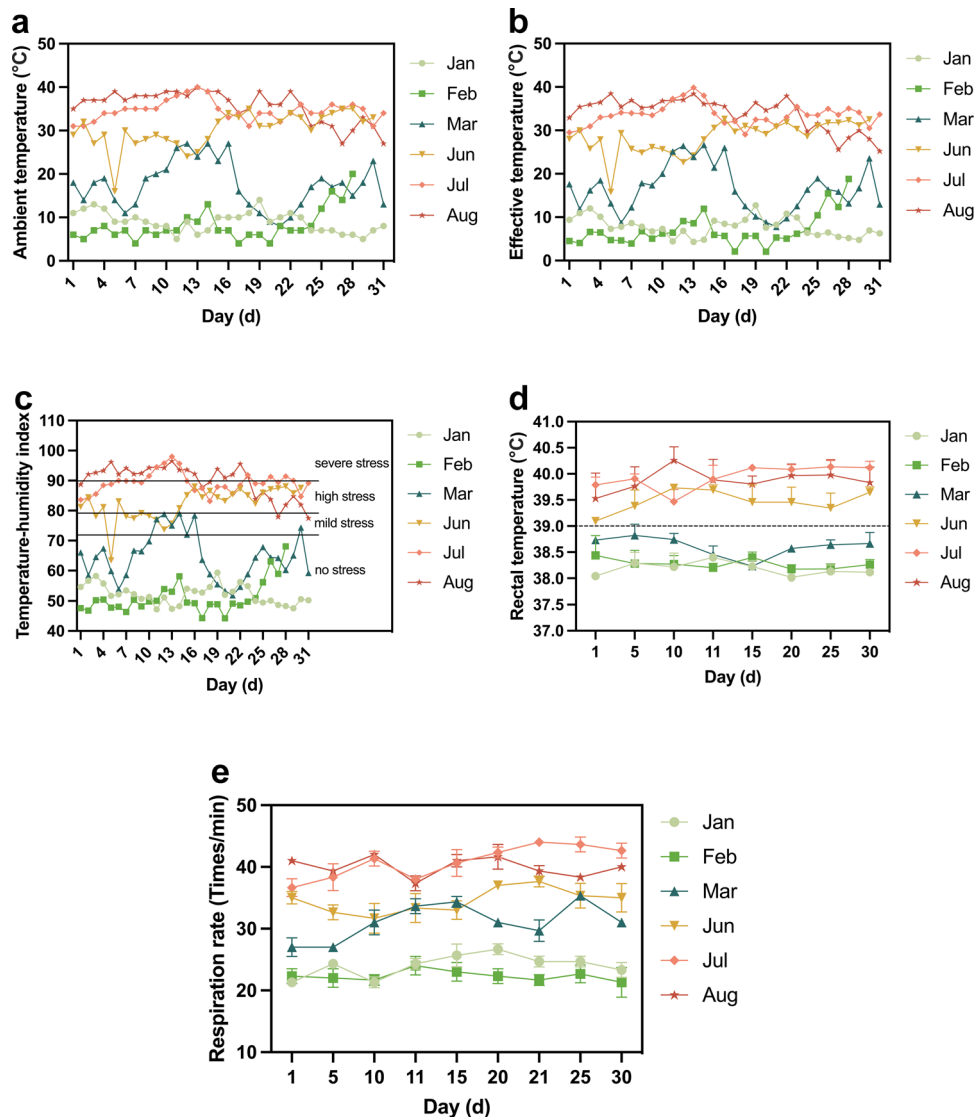 a
Ambient temperature (°C)
50
40
30
20
10
0
1
4
7
10
13
16
19
22
25
28
31
Day (d)
Jan
Feb
Mar
Jun
Jul
Aug
b
Effective temperature (°C)
50
40
30
20
10
0
1
4
7
10
13
16
19
22
25
28
31
Day (d)
Jan
Feb
Mar
Jun
Jul
Aug
c
Temperature-humidity index
110
100
90
80
70
60
50
40
severe stress
high stress
mild stress
no stress
1
4
7
10
13
16
19
22
25
28
31
Day (d)
Jan
Feb
Mar
Jun
Jul
Aug
d
Rectal temperature (°C)
41.0
40.5
40.0
39.5
39.0
38.5
38.0
37.0
1
5
10
11
15
20
25
30
Day (d)
Jan
Feb
Mar
Jun
Jul
Aug
e
Respiration rate (Times/min)
50
40
30
20
10
1
5
10
11
15
20
21
25
30
Day (d)
Jan
Feb
Mar
Jun
Jul
Aug